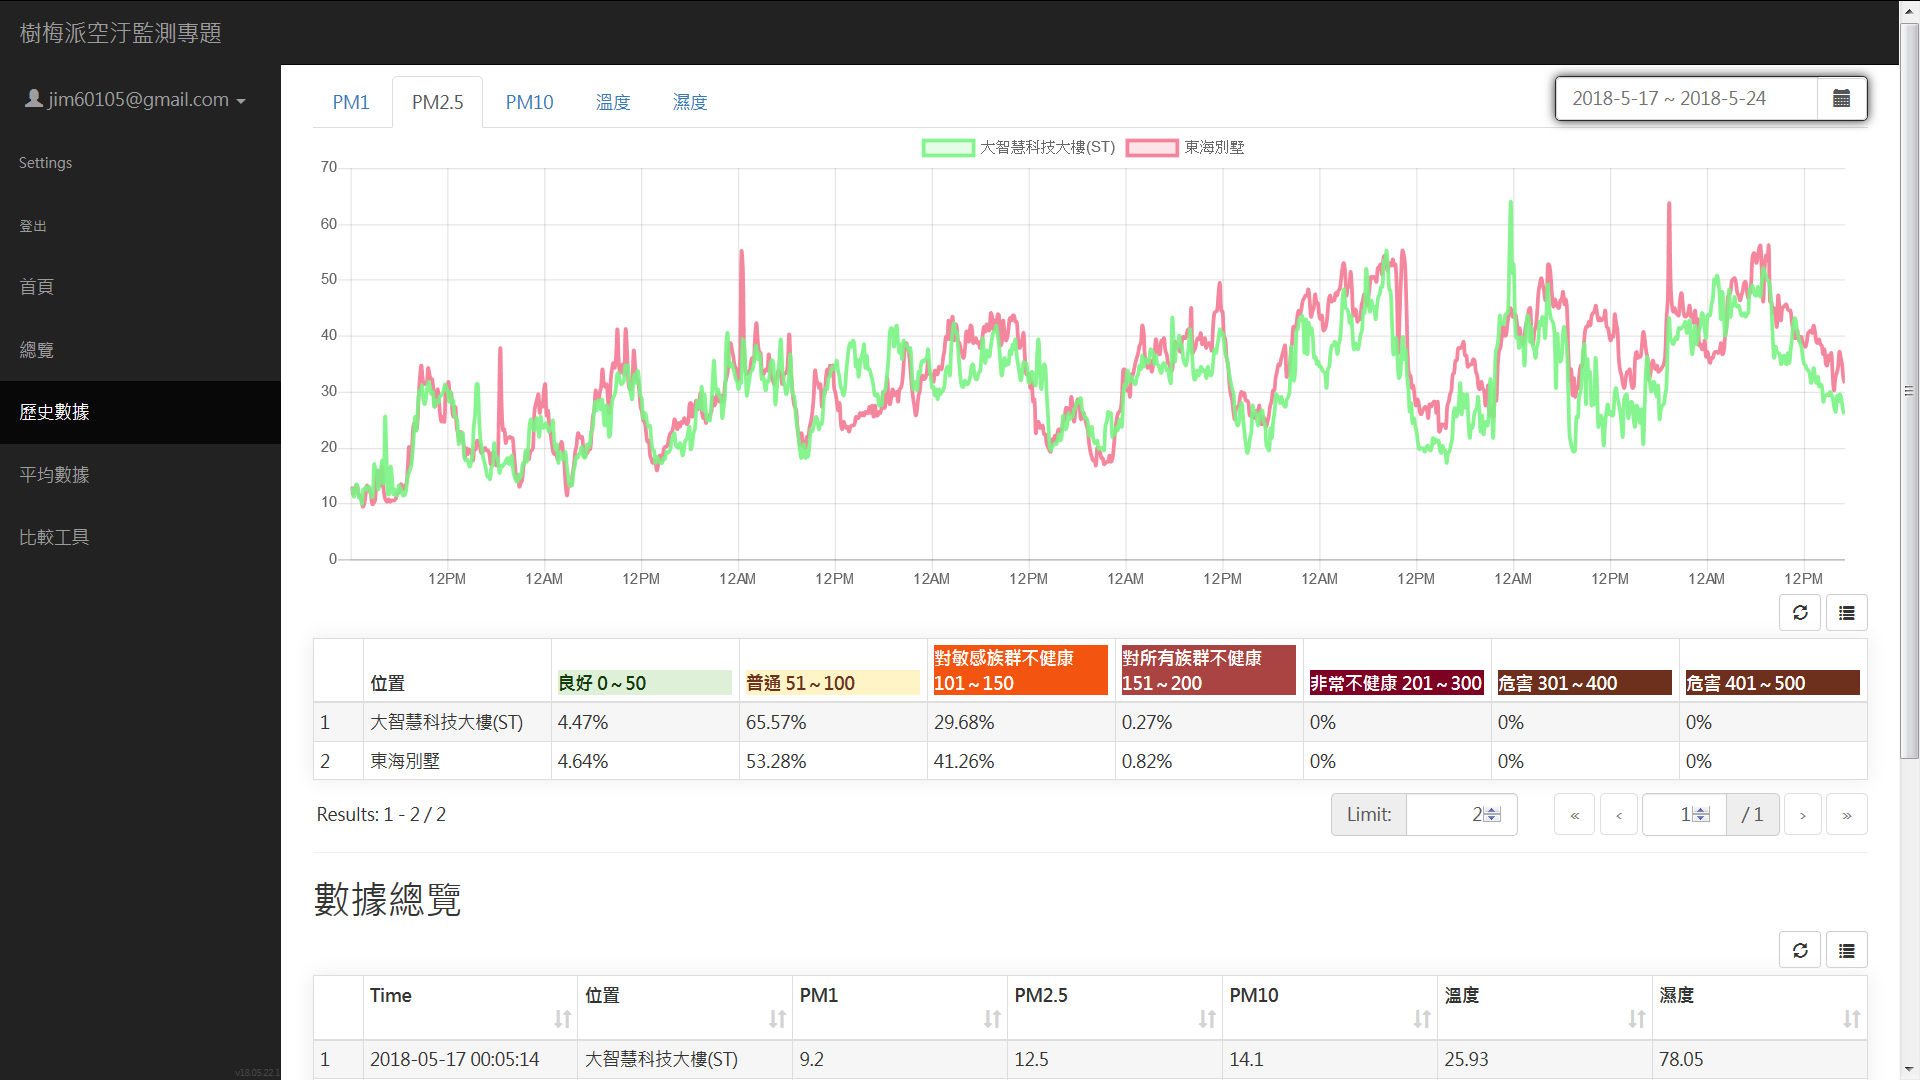 樹梅派空汙監測專題
jim60105@gmail.com
Settings
登出
首頁
總覽
歷史數據
平均數據
比較工具
v18.05.22.1
PM1 PM2.5 PM10 溫度 濕度
2018-5-17 ~ 2018-5-24
大智慧科技大樓(ST) 東海別墅
70
60
50
40
30
20
10
0
12PM 12AM 12PM 12AM 12PM 12AM 12PM 12AM 12PM 12AM 12PM 12AM 12PM 12AM 12PM
位置 良好 0~50 普通 51~100 對敏感族群不健康 101~150 對所有族群不健康 151~200 非常不健康 201~300 危害 301~400 危害 401~500
1 大智慧科技大樓(ST) 4.47% 65.57% 29.68% 0.27% 0% 0% 0%
2 東海別墅 4.64% 53.28% 41.26% 0.82% 0% 0% 0%
Results: 1 - 2 / 2
Limit: 2 « ‹ 1 / 1 › »
數據總覽
Time 位置 PM1 PM2.5 PM10 溫度 濕度
1 2018-05-17 00:05:14 大智慧科技大樓(ST) 9.2 12.5 14.1 25.93 78.05